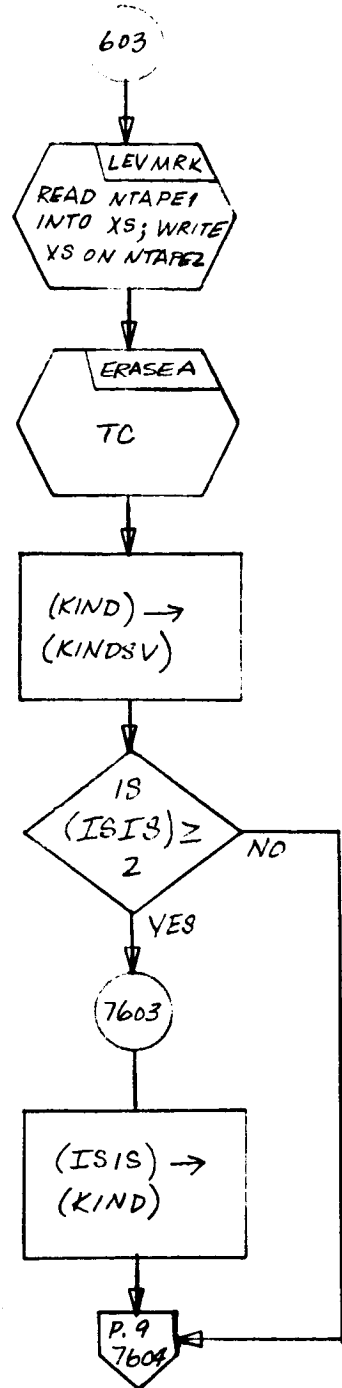 603
LEVMRK
READ NTAPE1
INTO XS; WRITE
XS ON NTAPE2
ERASEA
TC
(KIND) →
(KINDSV)
IS
(ISIS) ≥
2
NO
YES
7603
(ISIS) →
(KIND)
P. 9
7604